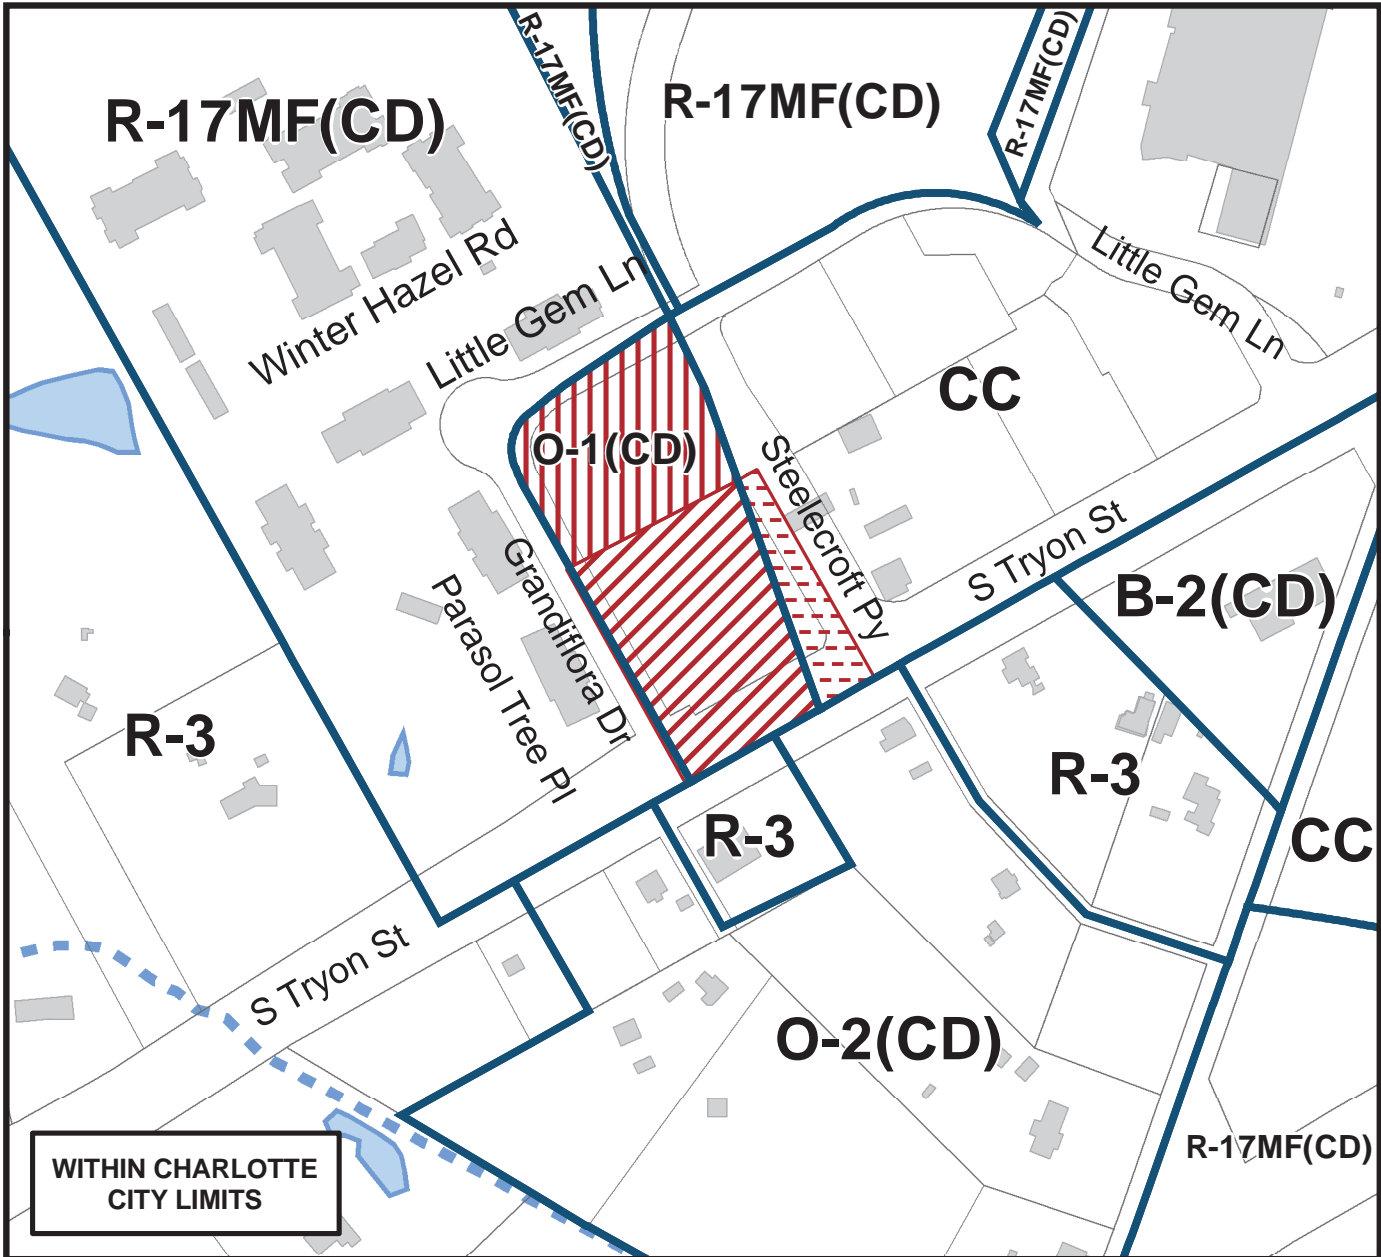 R-17MF(CD)
R-17MF(CD)
R-17MF(CD)
R-17MF(CD)
Winter Hazel Rd
Little Gem Ln
Little Gem Ln
CC
O-1(CD)
Steelecroft Py
S Tryon St
Grandiflora Dr
Parasol Tree Pl
B-2(CD)
R-3
R-3
R-3
CC
S Tryon St
O-2(CD)
R-17MF(CD)
WITHIN CHARLOTTE
CITY LIMITS